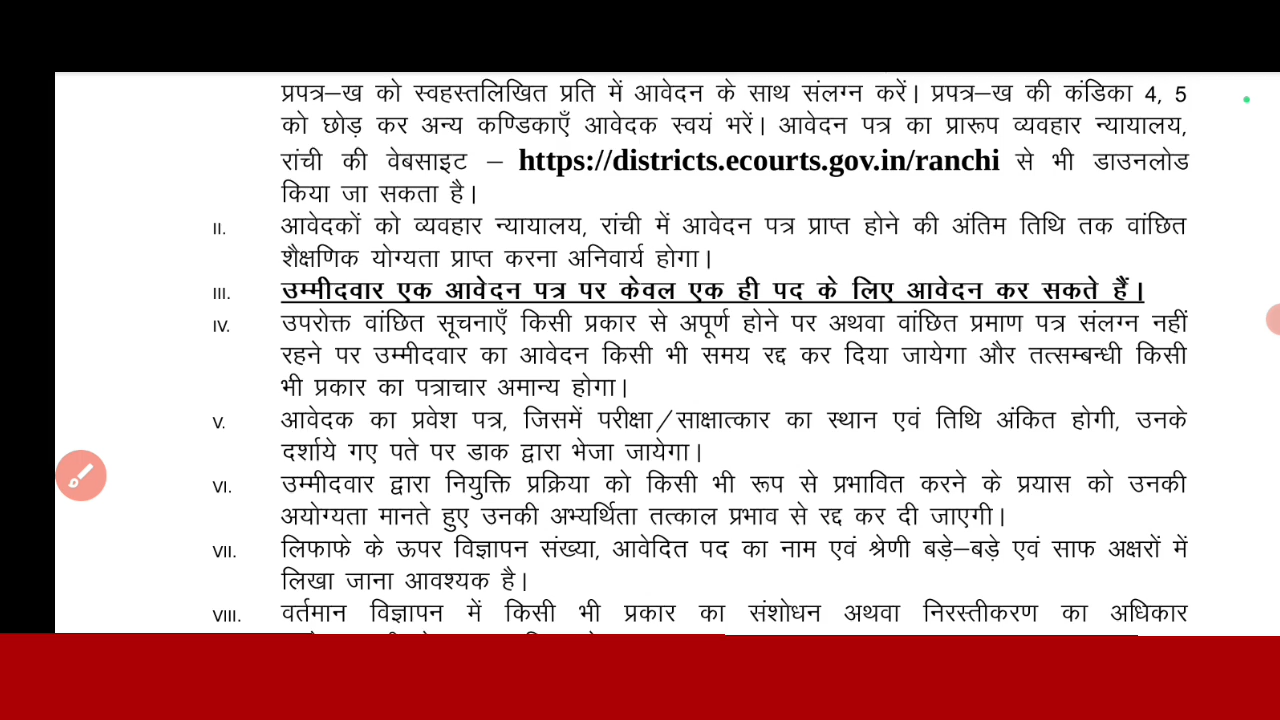 प्रपत्र–ख को स्वहस्तलिखित प्रति में आवेदन के साथ संलग्न करें। प्रपत्र–ख की कंडिका 4, 5
को छोड़ कर अन्य कण्डिकाएँ आवेदक स्वयं भरें। आवेदन पत्र का प्रारूप व्यवहार न्यायालय,
रांची की वेबसाइट – https://districts.ecourts.gov.in/ranchi से भी डाउनलोड
किया जा सकता है।
II. आवेदकों को व्यवहार न्यायालय, रांची में आवेदन पत्र प्राप्त होने की अंतिम तिथि तक वांछित
शैक्षणिक योग्यता प्राप्त करना अनिवार्य होगा।
III. उम्मीदवार एक आवेदन पत्र पर केवल एक ही पद के लिए आवेदन कर सकते हैं।
IV. उपरोक्त वांछित सूचनाएँ किसी प्रकार से अपूर्ण होने पर अथवा वांछित प्रमाण पत्र संलग्न नहीं
रहने पर उम्मीदवार का आवेदन किसी भी समय रद्द कर दिया जायेगा और तत्सम्बन्धी किसी
भी प्रकार का पत्राचार अमान्य होगा।
V. आवेदक का प्रवेश पत्र, जिसमें परीक्षा/साक्षात्कार का स्थान एवं तिथि अंकित होगी, उनके
दर्शाये गए पते पर डाक द्वारा भेजा जायेगा।
VI. उम्मीदवार द्वारा नियुक्ति प्रक्रिया को किसी भी रूप से प्रभावित करने के प्रयास को उनकी
अयोग्यता मानते हुए उनकी अभ्यर्थिता तत्काल प्रभाव से रद्द कर दी जाएगी।
VII. लिफाफे के ऊपर विज्ञापन संख्या, आवेदित पद का नाम एवं श्रेणी बड़े–बड़े एवं साफ अक्षरों में
लिखा जाना आवश्यक है।
VIII. वर्तमान विज्ञापन में किसी भी प्रकार का संशोधन अथवा निरस्तीकरण का अधिकार